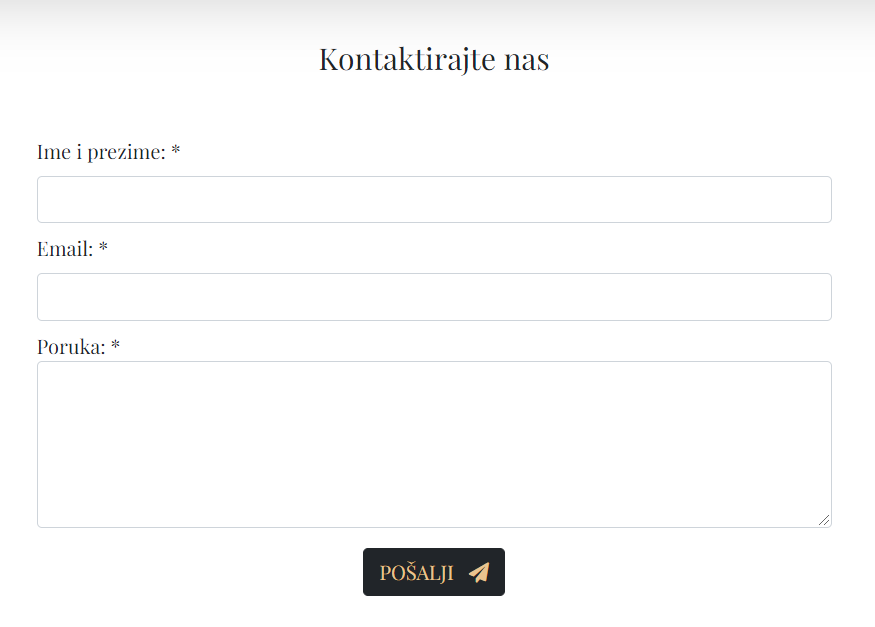 Kontaktirajte nas
Ime i prezime: *
Email: *
Poruka: *
POŠALJI